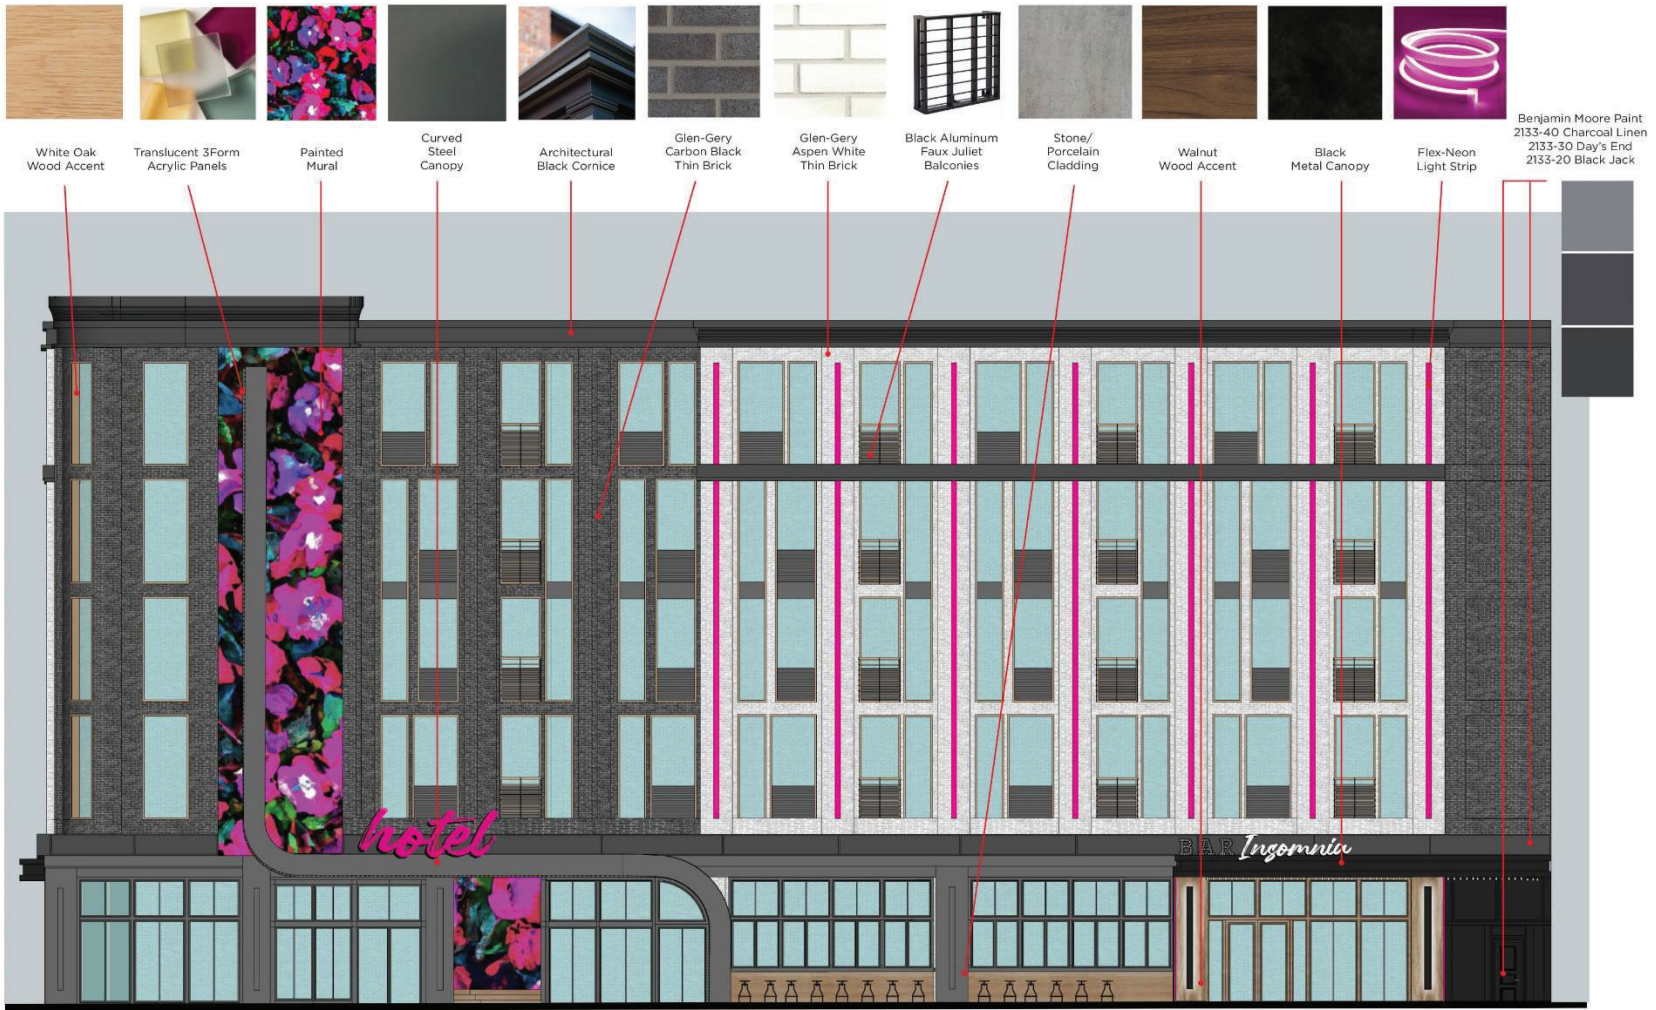 White Oak
Wood Accent
Translucent 3Form
Acrylic Panels
Painted
Mural
Curved
Steel
Canopy
Architectural
Black Cornice
Glen-Gery
Carbon Black
Thin Brick
Glen-Gery
Aspen White
Thin Brick
Black Aluminum
Faux Juliet
Balconies
Stone/
Porcelain
Cladding
Walnut
Wood Accent
Black
Metal Canopy
Flex-Neon
Light Strip
Benjamin Moore Paint
2133-40 Charcoal Linen
2133-30 Day's End
2133-20 Black Jack
hotel
BAR Insomnia